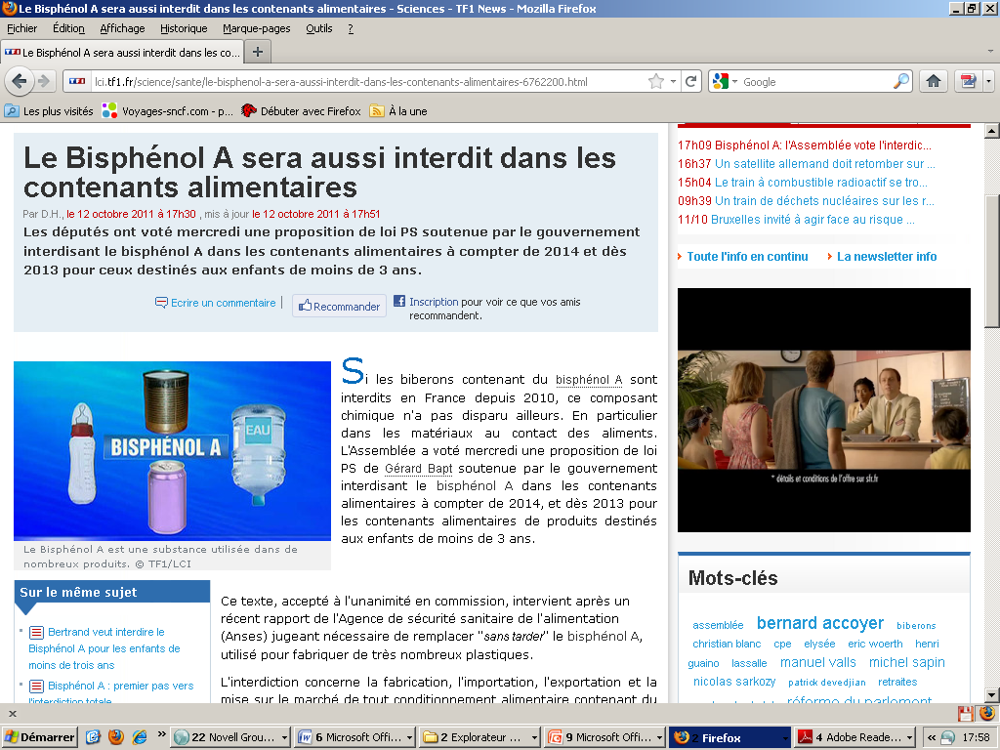 Le Bisphénol A sera aussi interdit dans les contenants alimentaires - Sciences - TF1 News - Mozilla Firefox
Fichier Édition Affichage Historique Marque-pages Outils ?
Le Bisphénol A sera aussi interdit dans les co...
lci.tf1.fr/science/sante/le-bisphenol-a-sera-aussi-interdit-dans-les-contenants-alimentaires-6762200.html
Google
Les plus visités Voyages-sncf.com - p... Débuter avec Firefox À la une
Le Bisphénol A sera aussi interdit dans les
contenants alimentaires
Par D.H., le 12 octobre 2011 à 17h30 , mis à jour le 12 octobre 2011 à 17h51
Les députés ont voté mercredi une proposition de loi PS soutenue par le gouvernement
interdisant le bisphénol A dans les contenants alimentaires à compter de 2014 et dès
2013 pour ceux destinés aux enfants de moins de 3 ans.
Ecrire un commentaire | Recommander Inscription pour voir ce que vos amis
recommandent.
EAU
BISPHÉNOL A
Le Bisphénol A est une substance utilisée dans de
nombreux produits. © TF1/LCI
Si les biberons contenant du bisphénol A sont
interdits en France depuis 2010, ce composant
chimique n'a pas disparu ailleurs. En particulier
dans les matériaux au contact des aliments.
L'Assemblée a voté mercredi une proposition de loi
PS de Gérard Bapt soutenue par le gouvernement
interdisant le bisphénol A dans les contenants
alimentaires à compter de 2014, et dès 2013 pour
les contenants alimentaires de produits destinés
aux enfants de moins de 3 ans.
Sur le même sujet
Bertrand veut interdire le
Bisphénol A pour les enfants de
moins de trois ans
Bisphénol A : premier pas vers
l'interdiction totale
Ce texte, accepté à l'unanimité en commission, intervient après un
récent rapport de l'Agence de sécurité sanitaire de l'alimentation
(Anses) jugeant nécessaire de remplacer "sans tarder" le bisphénol A,
utilisé pour fabriquer de très nombreux plastiques.
L'interdiction concerne la fabrication, l'importation, l'exportation et la
mise sur le marché de tout conditionnement alimentaire contenant du
17h09 Bisphénol A: l'Assemblée vote l'interdic...
16h37 Un satellite allemand doit retomber sur ...
15h04 Le train à combustible radioactif se tro...
09h39 Un train de déchets nucléaires sur les r...
11/10 Bruxelles invité à agir face au risque ...
Toute l'info en continu La newsletter info
* détails et conditions de l'offre sur sfr.fr
Mots-clés
assemblée bernard accoyer biberons
christian blanc cpe elysée eric woerth henri
guaino lassalle manuel valls michel sapin
nicolas sarkozy patrick devedjian retraites
réforme du parlement
Démarrer » 22 Novell Grou... 6 Microsoft Offi... 2 Explorateur ... 9 Microsoft Offi... 2 Firefox 4 Adobe Reade... « 17:58